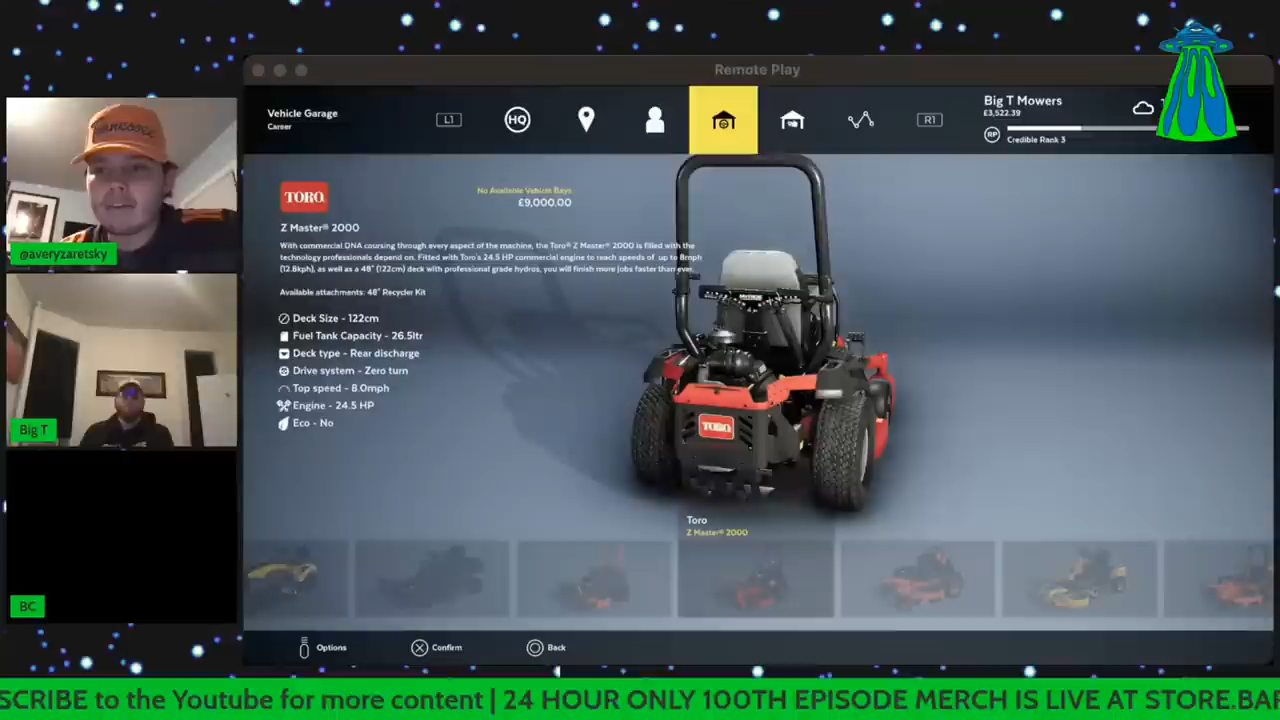 Remote Play
Vehicle Garage
Career
L1
HQ
R1
Big T Mowers
£3,522.39
RP
Credible Rank 3
TORO
No Available Vehicle Bays
£9,000.00
Z Master® 2000
With commercial DNA coursing through every aspect of the machine, the Toro® Z Master® 2000 is filled with the
technology professionals depend on. Fitted with Toro's 24.5 HP commercial engine to reach speeds of up to 8mph
(12.8kph), as well as a 48" (122cm) deck with professional grade hydros, you will finish more jobs faster than ever.
Available attachments: 48" Recycler Kit
Deck Size - 122cm
Fuel Tank Capacity - 26.5ltr
Deck type - Rear discharge
Drive system - Zero turn
Top speed - 8.0mph
Engine - 24.5 HP
Eco - No
TORO
Toro
Z Master® 2000
Options
Confirm
Back
@averyzaretsky
Big T
BC
SCRIBE to the Youtube for more content | 24 HOUR ONLY 100TH EPISODE MERCH IS LIVE AT STORE.BAR